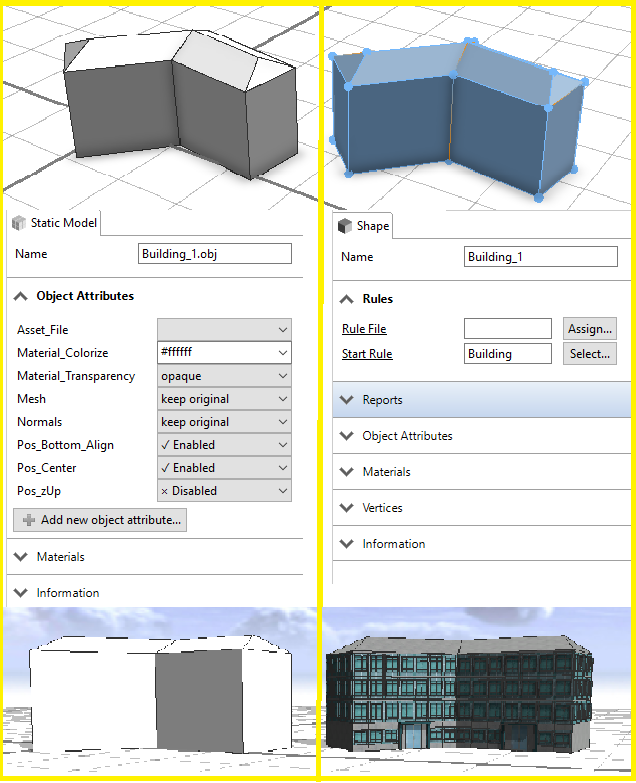 Static Model
Name
Building_1.obj
Object Attributes
Asset_File
Material_Colorize
#ffffff
Material_Transparency
opaque
Mesh
keep original
Normals
keep original
Pos_Bottom_Align
✓ Enabled
Pos_Center
✓ Enabled
Pos_zUp
× Disabled
Add new object attribute...
Materials
Information
Shape
Name
Building_1
Rules
Rule File
Assign...
Start Rule
Building
Select...
Reports
Object Attributes
Materials
Vertices
Information